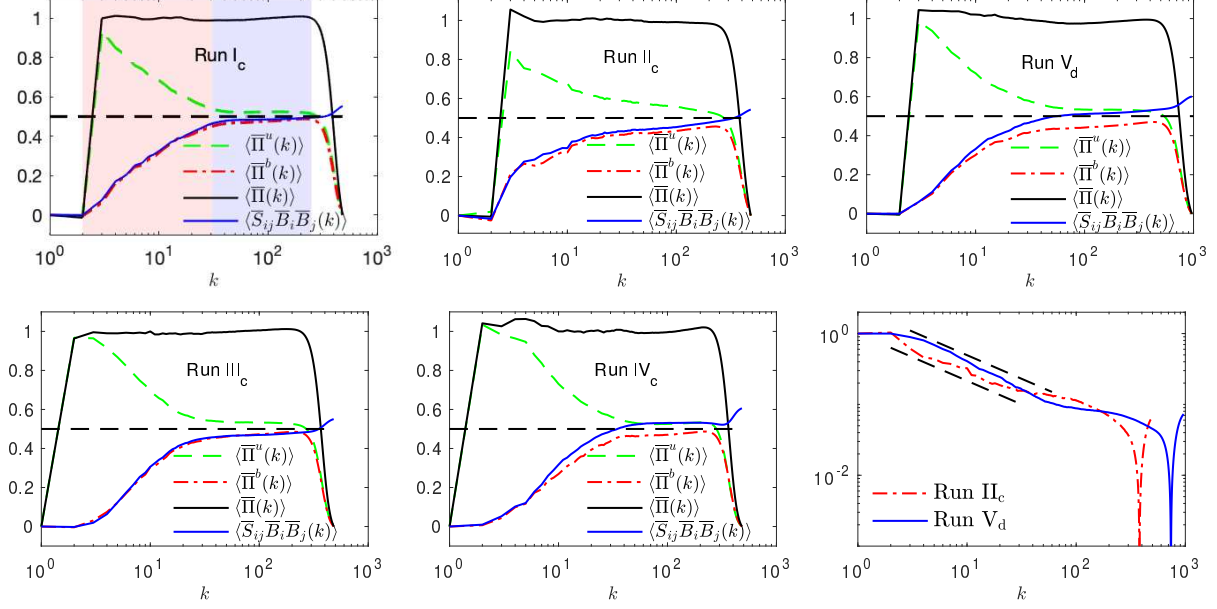 1
0.8
0.6
0.4
0.2
0
Run I_c
⟨Π̅^u(k)⟩
⟨Π̅^b(k)⟩
⟨Π̅(k)⟩
⟨S̅_ij B̅_i B̅_j(k)⟩
10^0
10^1
10^2
10^3
k
1
0.8
0.6
0.4
0.2
0
Run II_c
⟨Π̅^u(k)⟩
⟨Π̅^b(k)⟩
⟨Π̅(k)⟩
⟨S̅_ij B̅_i B̅_j(k)⟩
10^0
10^1
10^2
10^3
k
1
0.8
0.6
0.4
0.2
0
Run V_d
⟨Π̅^u(k)⟩
⟨Π̅^b(k)⟩
⟨Π̅(k)⟩
⟨S̅_ij B̅_i B̅_j(k)⟩
10^0
10^1
10^2
10^3
k
1
0.8
0.6
0.4
0.2
0
Run III_c
⟨Π̅^u(k)⟩
⟨Π̅^b(k)⟩
⟨Π̅(k)⟩
⟨S̅_ij B̅_i B̅_j(k)⟩
10^0
10^1
10^2
10^3
k
1
0.8
0.6
0.4
0.2
0
Run IV_c
⟨Π̅^u(k)⟩
⟨Π̅^b(k)⟩
⟨Π̅(k)⟩
⟨S̅_ij B̅_i B̅_j(k)⟩
10^0
10^1
10^2
10^3
k
10^0
10^-2
Run II_c
Run V_d
10^0
10^1
10^2
10^3
k